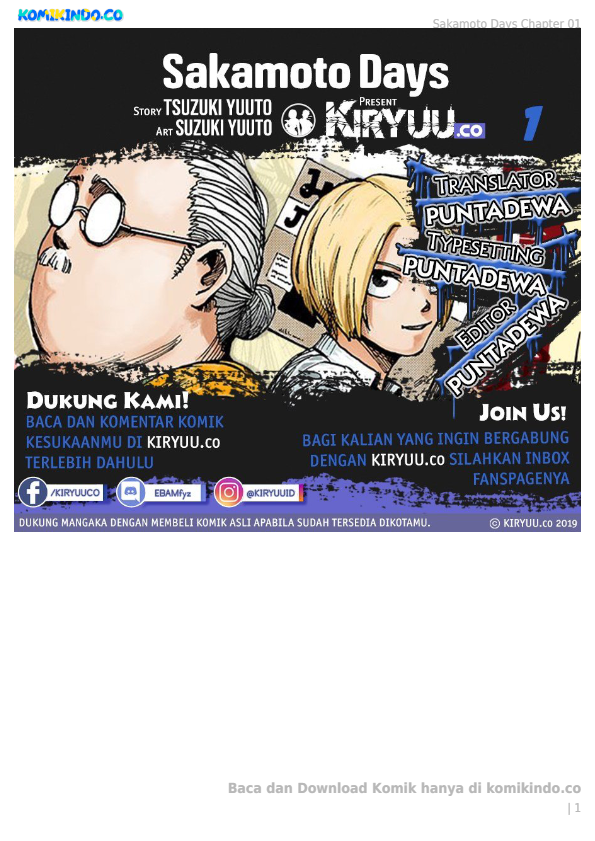 KOMIKINDO.CO
Sakamoto Days Chapter 01
Sakamoto Days
STORY TSUZUKI YUUTO
ART SUZUKI YUUTO
PRESENT
KIRYUU.CO
1
TRANSLATOR
PUNTADEWA
TYPESETTING
PUNTADEWA
EDITOR
PUNTADEWA
DUKUNG KAMI!
BACA DAN KOMENTAR KOMIK
KESUKAANMU DI KIRYUU.co
TERLEBIH DAHULU
JOIN US!
BAGI KALIAN YANG INGIN BERGABUNG
DENGAN KIRYUU.co SILAHKAN INBOX
FANSPAGENYA
/KIRYUUCO
EBAMfyz
@KIRYUUID
DUKUNG MANGAKA DENGAN MEMBELI KOMIK ASLI APABILA SUDAH TERSEDIA DIKOTAMU.
© KIRYUU.co 2019
Baca dan Download Komik hanya di komikindo.co
| 1